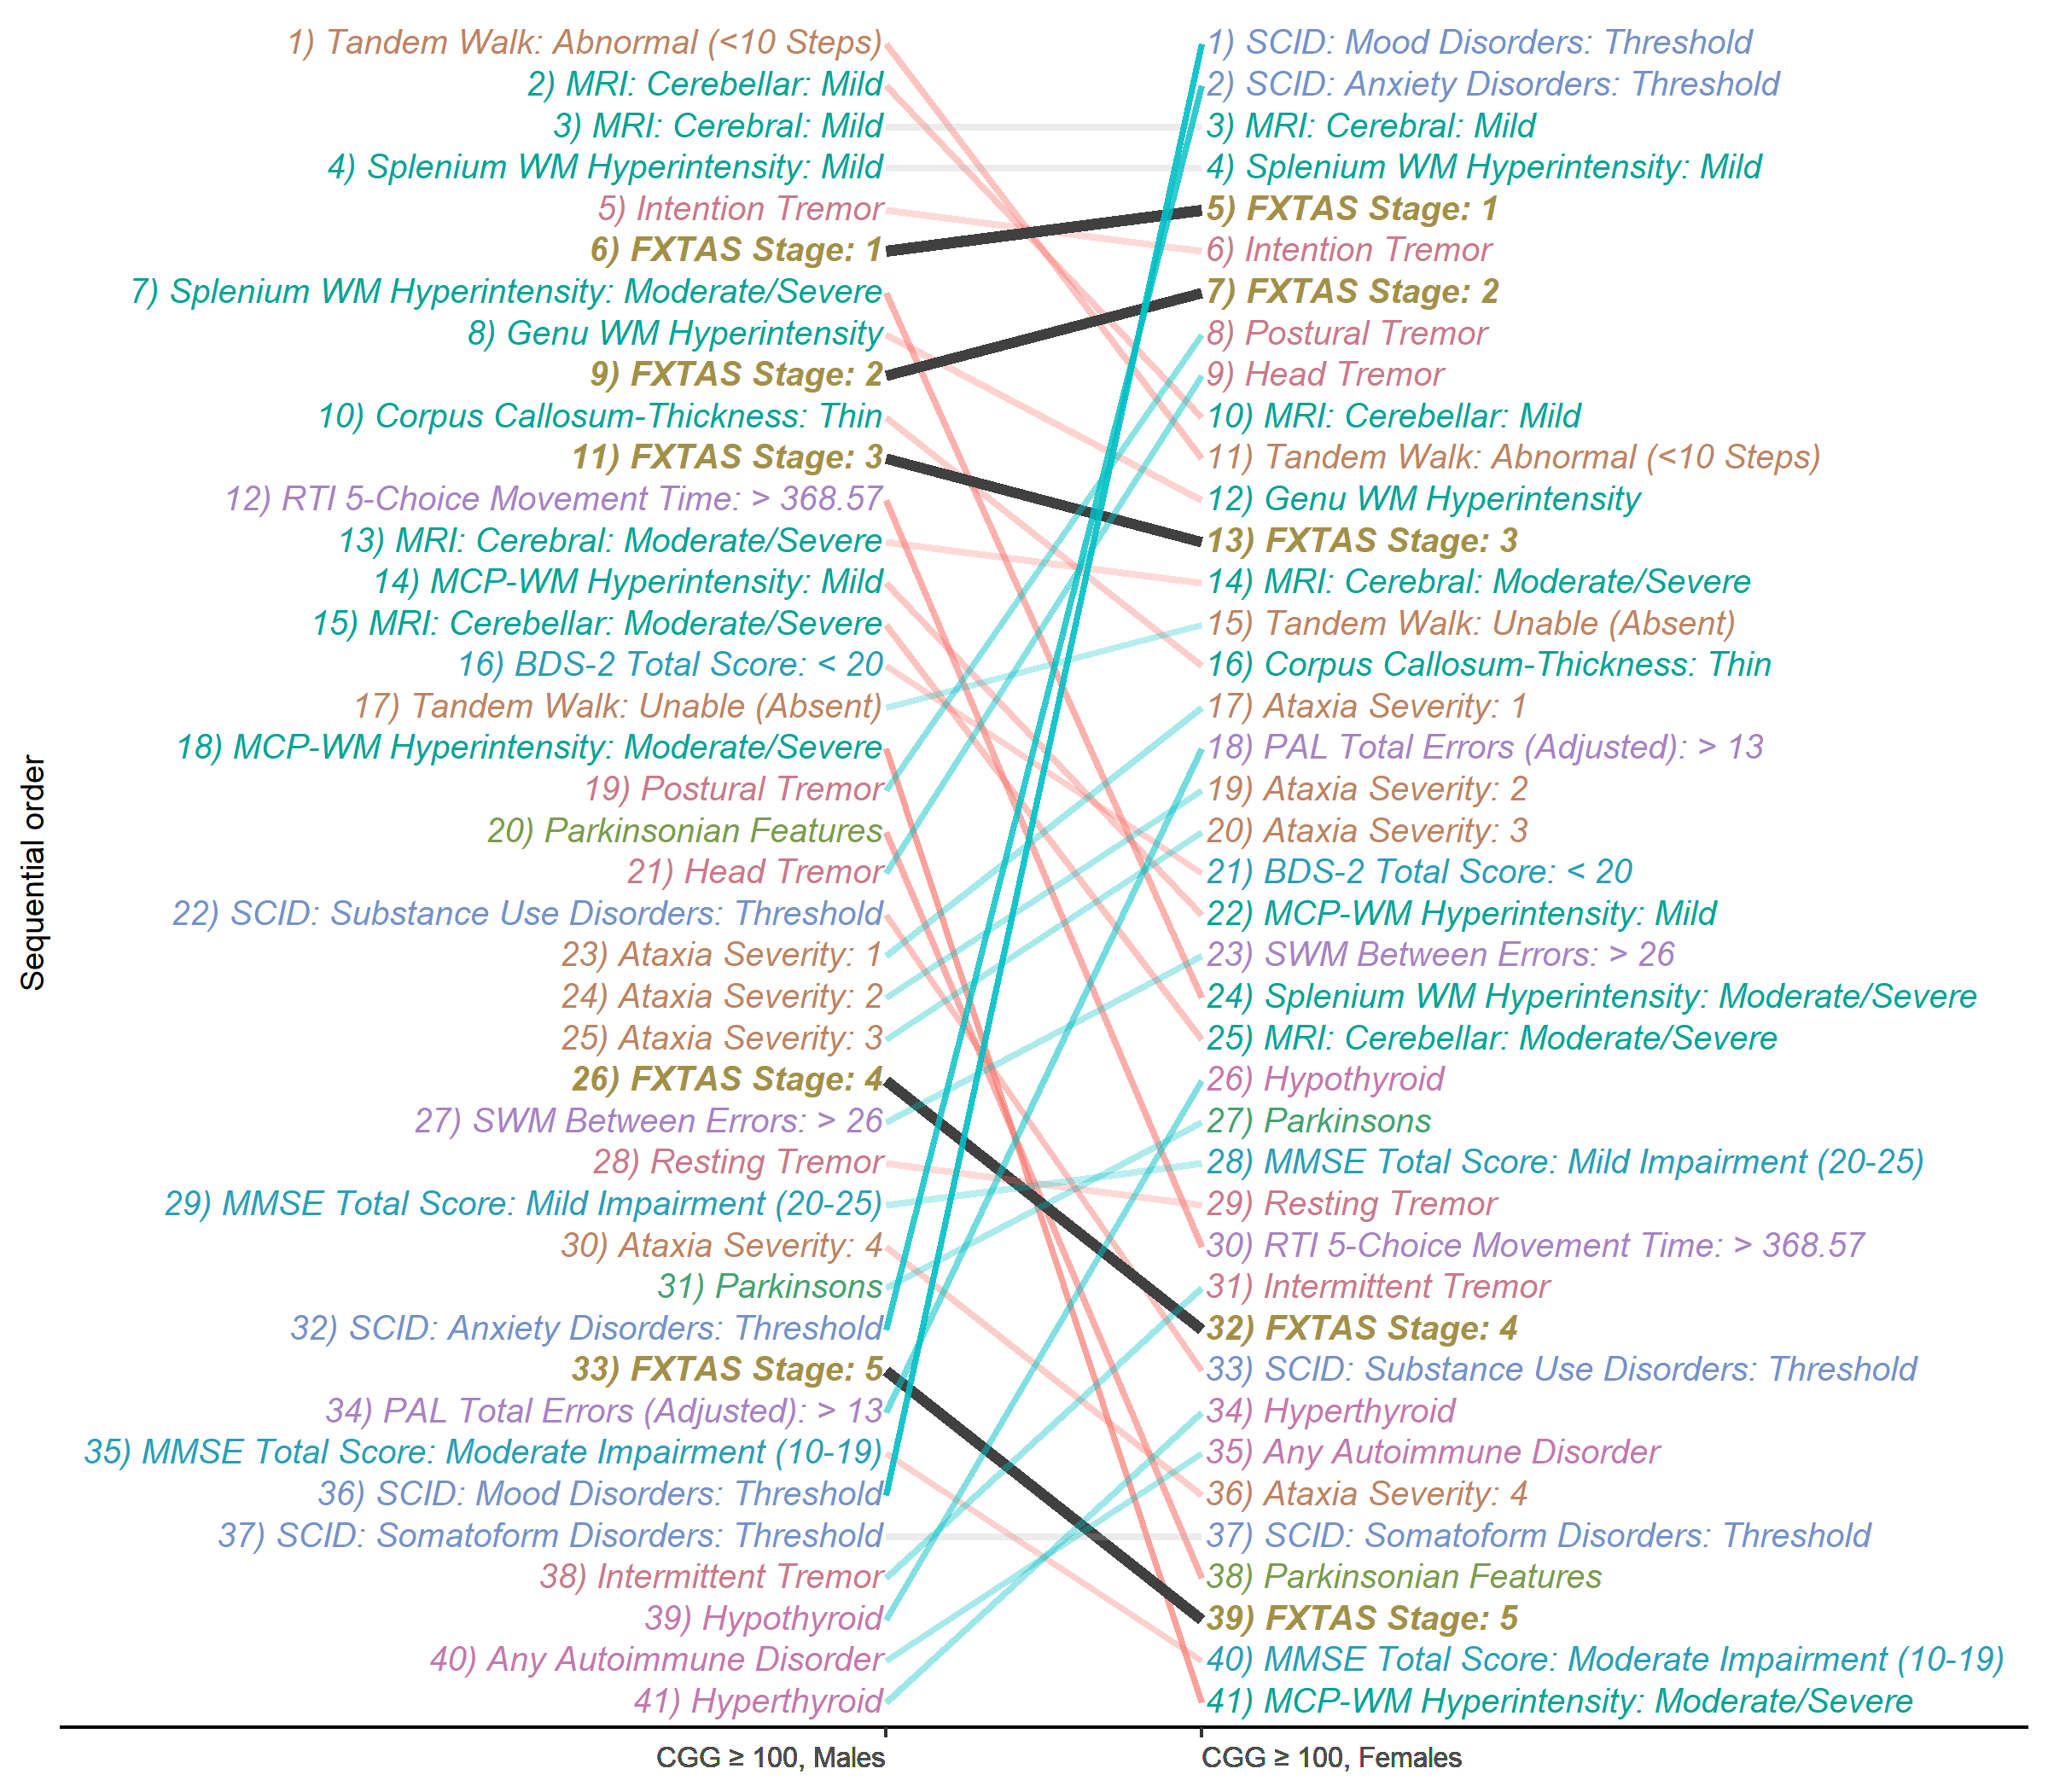 1) Tandem Walk: Abnormal (<10 Steps)
2) MRI: Cerebellar: Mild
3) MRI: Cerebral: Mild
4) Splenium WM Hyperintensity: Mild
5) Intention Tremor
6) FXTAS Stage: 1
7) Splenium WM Hyperintensity: Moderate/Severe
8) Genu WM Hyperintensity
9) FXTAS Stage: 2
10) Corpus Callosum-Thickness: Thin
11) FXTAS Stage: 3
12) RTI 5-Choice Movement Time: > 368.57
13) MRI: Cerebral: Moderate/Severe
14) MCP-WM Hyperintensity: Mild
15) MRI: Cerebellar: Moderate/Severe
16) BDS-2 Total Score: < 20
17) Tandem Walk: Unable (Absent)
18) MCP-WM Hyperintensity: Moderate/Severe
19) Postural Tremor
20) Parkinsonian Features
21) Head Tremor
22) SCID: Substance Use Disorders: Threshold
23) Ataxia Severity: 1
24) Ataxia Severity: 2
25) Ataxia Severity: 3
26) FXTAS Stage: 4
27) SWM Between Errors: > 26
28) Resting Tremor
29) MMSE Total Score: Mild Impairment (20-25)
30) Ataxia Severity: 4
31) Parkinsons
32) SCID: Anxiety Disorders: Threshold
33) FXTAS Stage: 5
34) PAL Total Errors (Adjusted): > 13
35) MMSE Total Score: Moderate Impairment (10-19)
36) SCID: Mood Disorders: Threshold
37) SCID: Somatoform Disorders: Threshold
38) Intermittent Tremor
39) Hypothyroid
40) Any Autoimmune Disorder
41) Hyperthyroid
1) SCID: Mood Disorders: Threshold
2) SCID: Anxiety Disorders: Threshold
3) MRI: Cerebral: Mild
4) Splenium WM Hyperintensity: Mild
5) FXTAS Stage: 1
6) Intention Tremor
7) FXTAS Stage: 2
8) Postural Tremor
9) Head Tremor
10) MRI: Cerebellar: Mild
11) Tandem Walk: Abnormal (<10 Steps)
12) Genu WM Hyperintensity
13) FXTAS Stage: 3
14) MRI: Cerebral: Moderate/Severe
15) Tandem Walk: Unable (Absent)
16) Corpus Callosum-Thickness: Thin
17) Ataxia Severity: 1
18) PAL Total Errors (Adjusted): > 13
19) Ataxia Severity: 2
20) Ataxia Severity: 3
21) BDS-2 Total Score: < 20
22) MCP-WM Hyperintensity: Mild
23) SWM Between Errors: > 26
24) Splenium WM Hyperintensity: Moderate/Severe
25) MRI: Cerebellar: Moderate/Severe
26) Hypothyroid
27) Parkinsons
28) MMSE Total Score: Mild Impairment (20-25)
29) Resting Tremor
30) RTI 5-Choice Movement Time: > 368.57
31) Intermittent Tremor
32) FXTAS Stage: 4
33) SCID: Substance Use Disorders: Threshold
34) Hyperthyroid
35) Any Autoimmune Disorder
36) Ataxia Severity: 4
37) SCID: Somatoform Disorders: Threshold
38) Parkinsonian Features
39) FXTAS Stage: 5
40) MMSE Total Score: Moderate Impairment (10-19)
41) MCP-WM Hyperintensity: Moderate/Severe
Sequential order
CGG ≥ 100, Males
CGG ≥ 100, Females